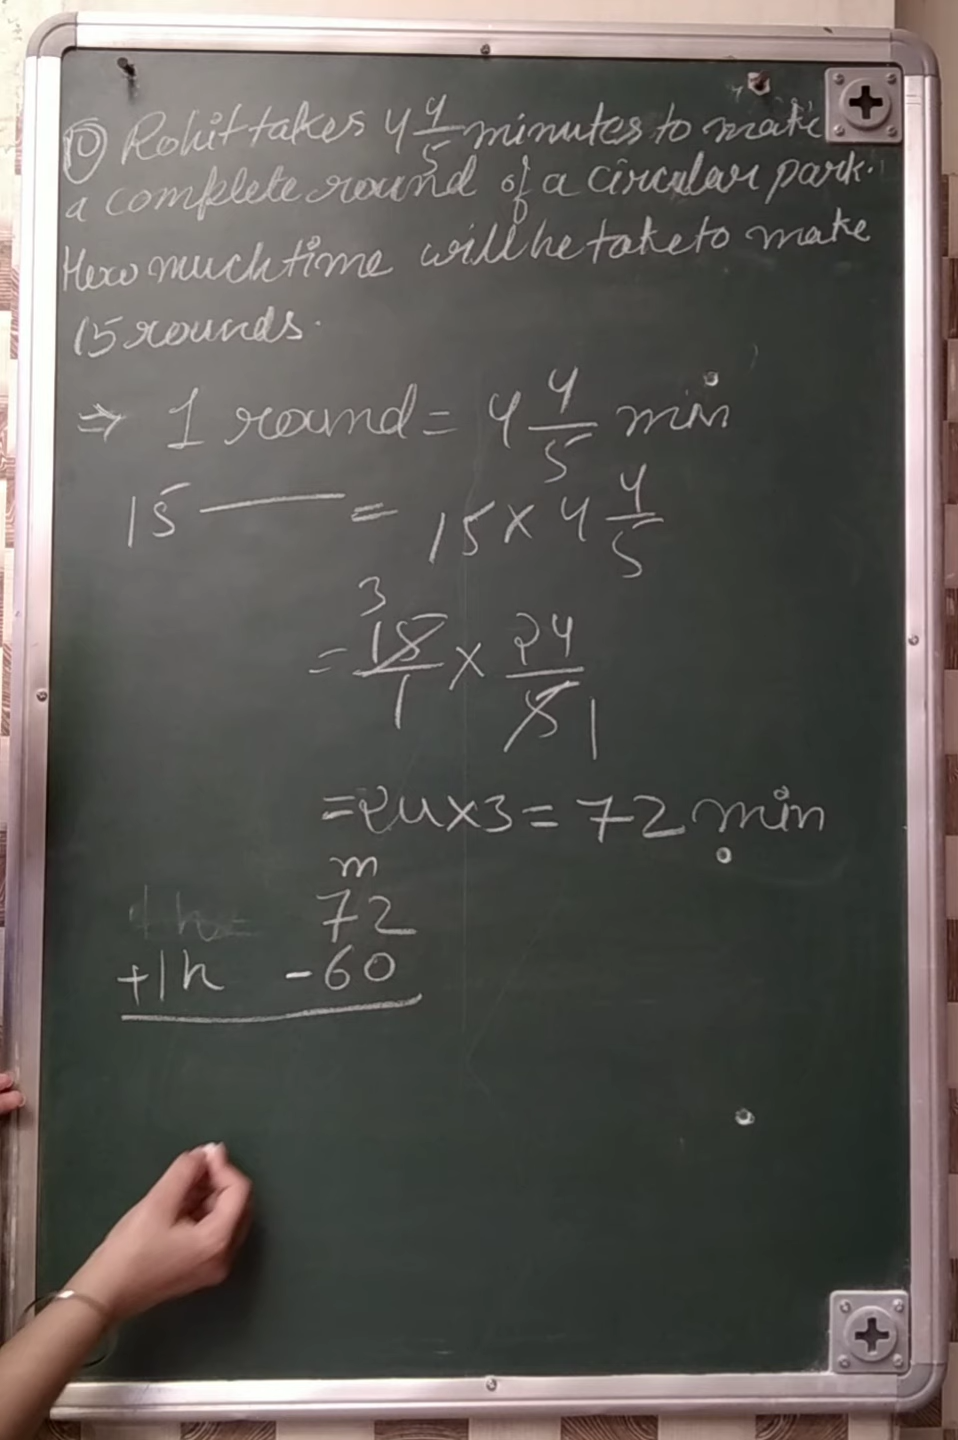 10 Rohit takes 4 4/5 minutes to make
a complete round of a circular park.
How much time will he take to make
15 rounds.
⇒ 1 round = 4 4/5 min
15 —— = 15 × 4 4/5
3
= 15/1 × 24/5 1
= 24 × 3 = 72 min
m
1h 72
+1h -60